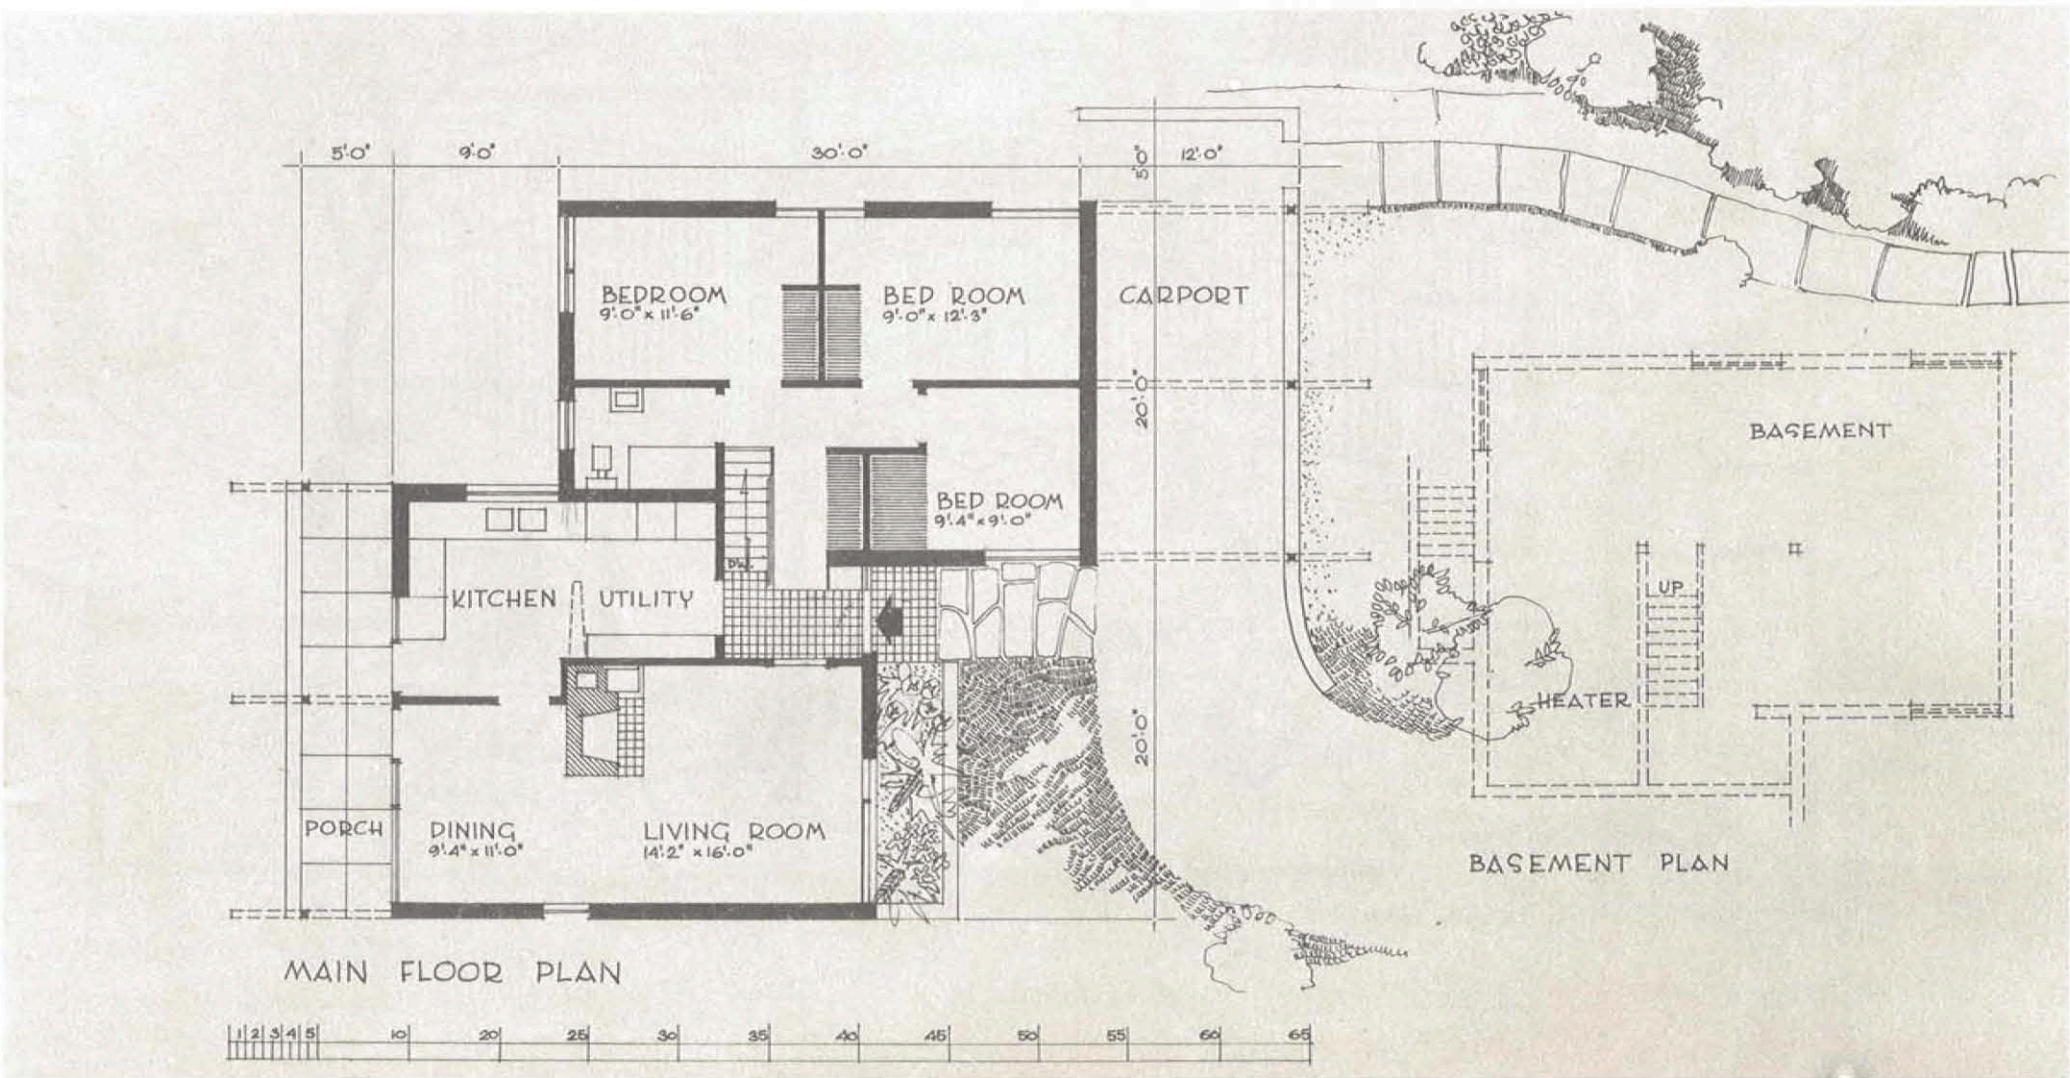 5'-0" 9'-0" 30'-0" 5'-0" 12'-0"
BEDROOM
9'-0" x 11'-6"
BED ROOM
9'-0" x 12'-3"
CARPORT
20'-0"
BASEMENT
BED ROOM
9'-4" x 9'-0"
DN.
KITCHEN UTILITY
UP
HEATER
20'-0"
PORCH
DINING
9'-4" x 11'-0"
LIVING ROOM
14'-2" x 16'-0"
BASEMENT PLAN
MAIN FLOOR PLAN
1 2 3 4 5 10 20 25 30 35 40 45 50 55 60 65